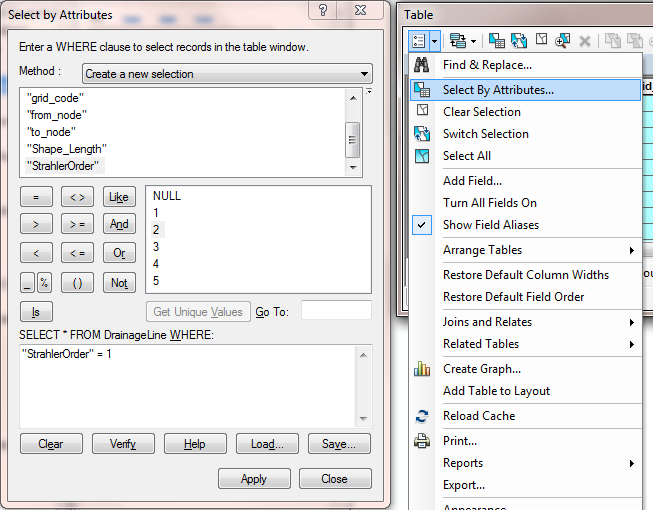 Select by Attributes
?
Enter a WHERE clause to select records in the table window.
Method : Create a new selection
"grid_code"
"from_node"
"to_node"
"Shape_Length"
"StrahlerOrder"
= < > Like
> > = And
< < = Or
_ % ( ) Not
Is
NULL
1
2
3
4
5
Get Unique Values Go To:
SELECT * FROM DrainageLine WHERE:
"StrahlerOrder" = 1
Clear Verify Help Load... Save...
Apply Close
Table
Find & Replace...
Select By Attributes...
Clear Selection
Switch Selection
Select All
Add Field...
Turn All Fields On
Show Field Aliases
Arrange Tables
Restore Default Column Widths
Restore Default Field Order
Joins and Relates
Related Tables
Create Graph...
Add Table to Layout
Reload Cache
Print...
Reports
Export...
Appearance